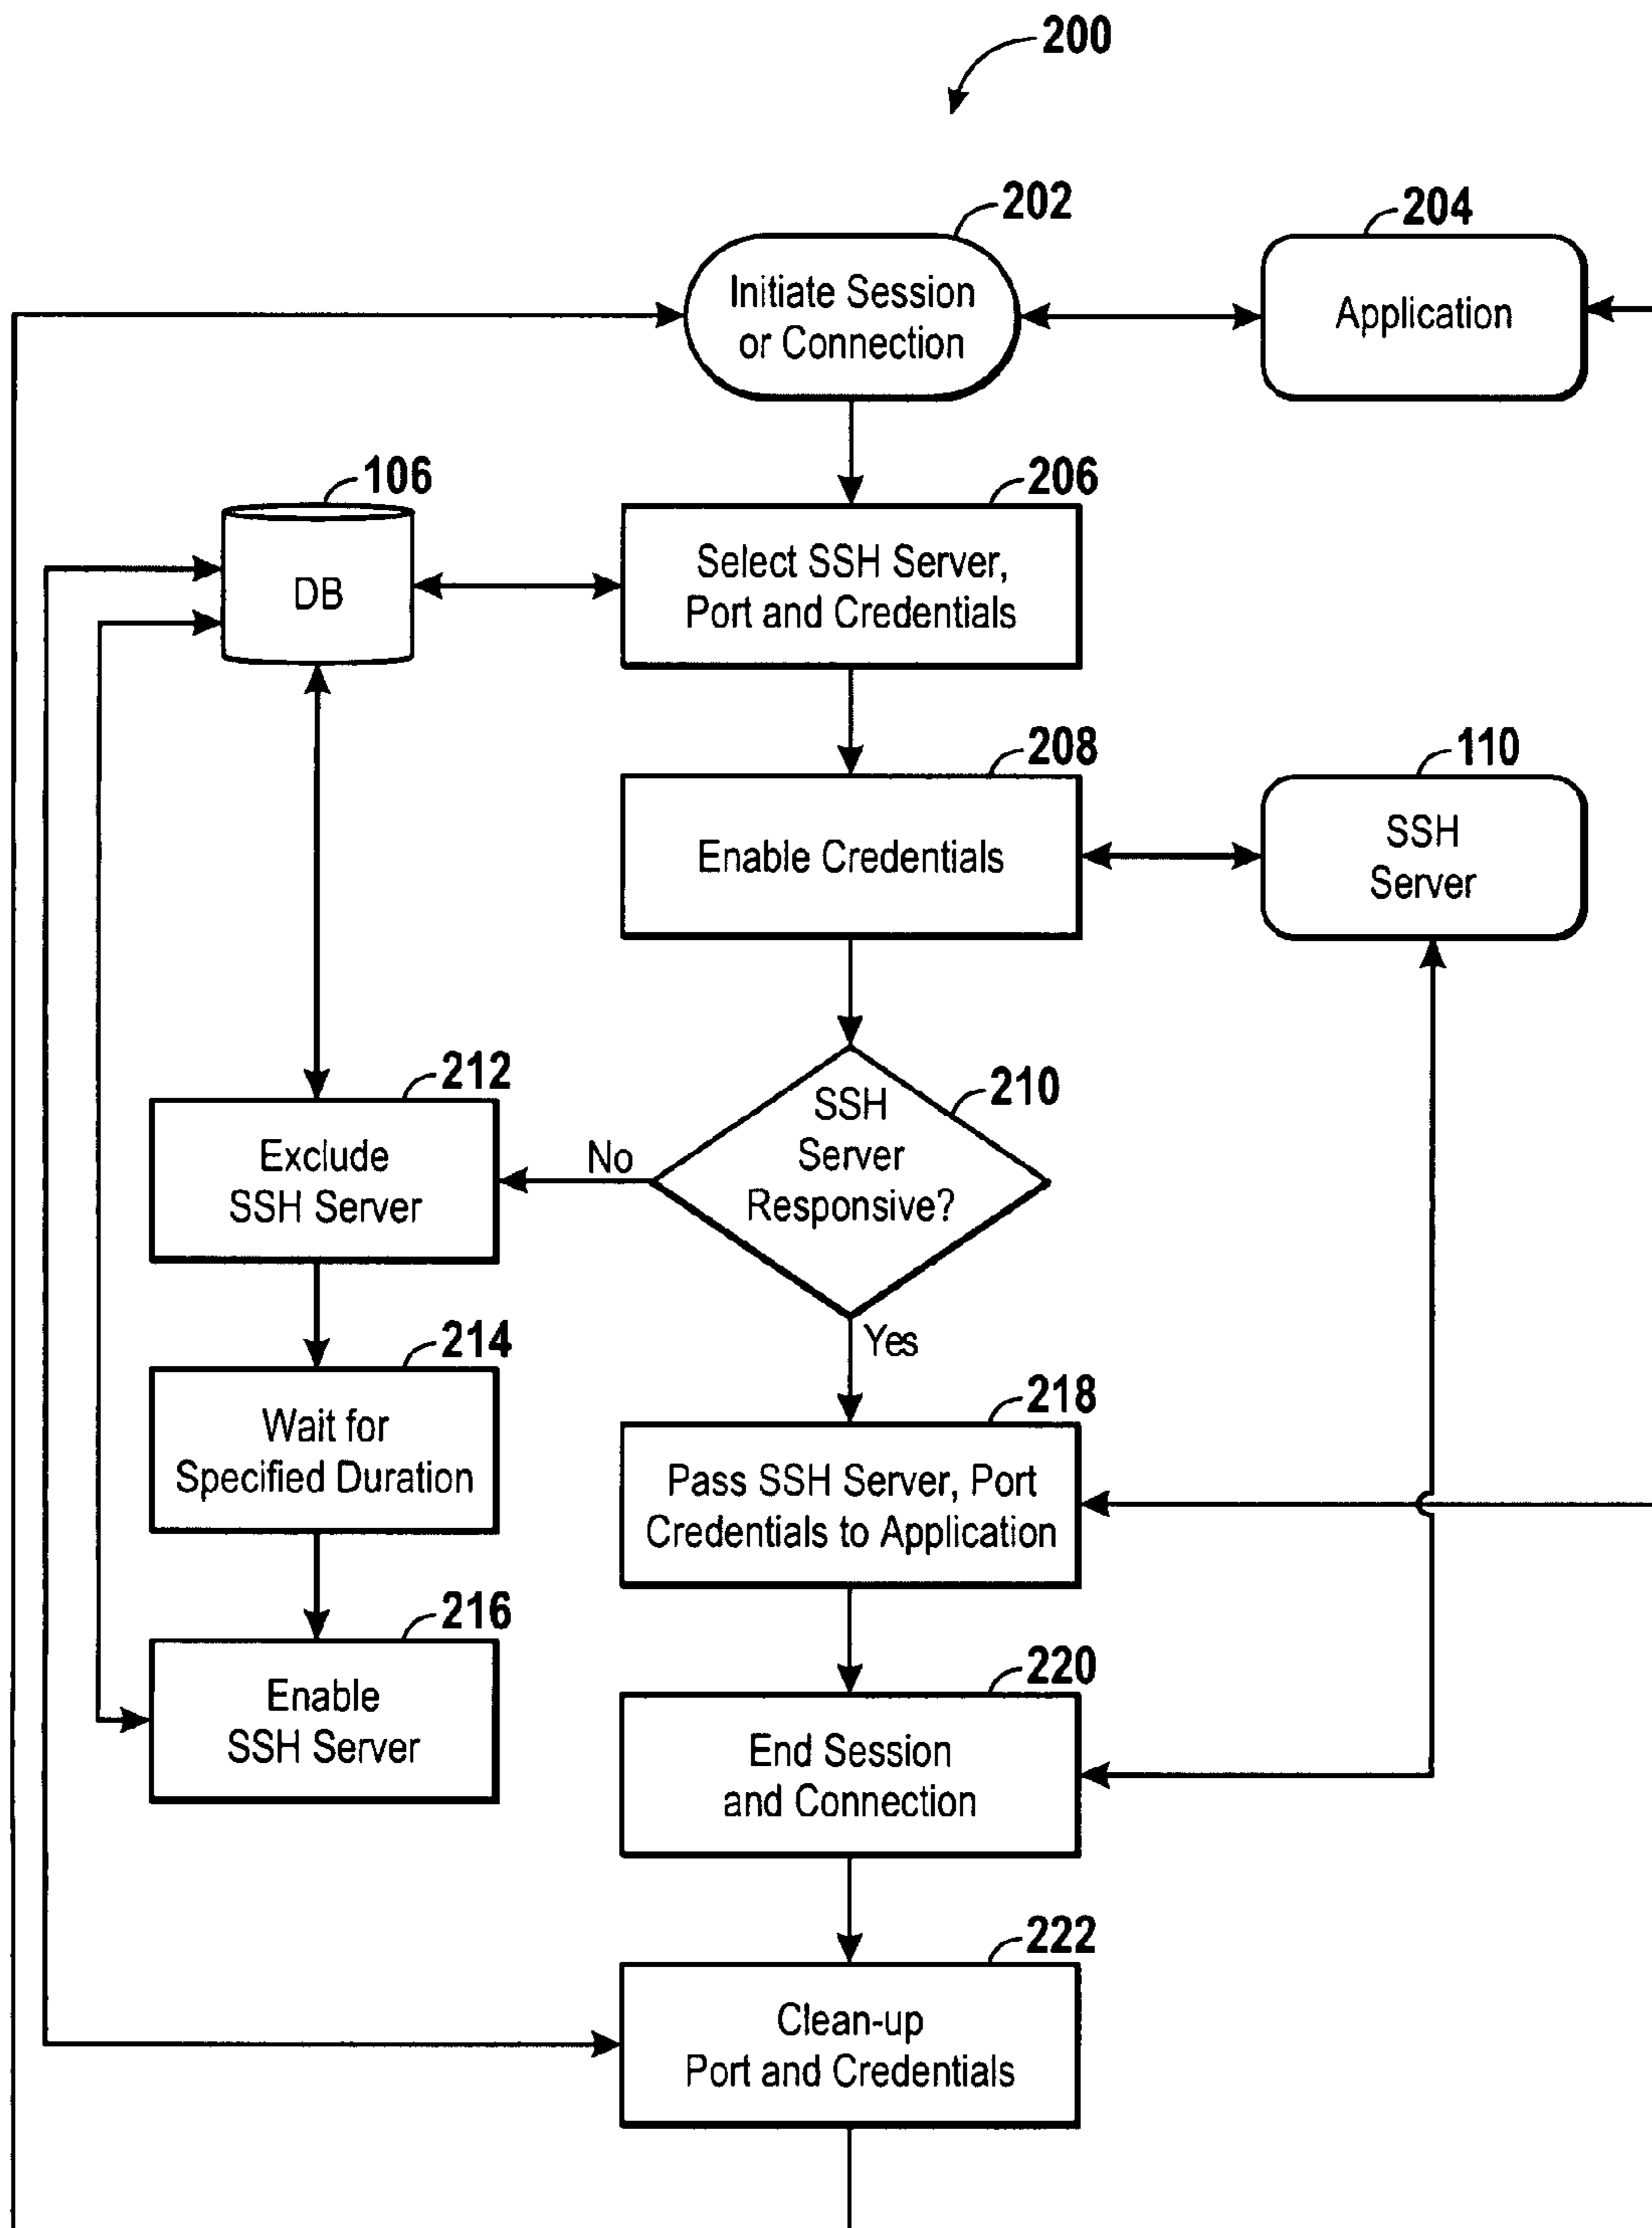 200
202
Initiate Session
or Connection
204
Application
106
DB
206
Select SSH Server,
Port and Credentials
208
Enable Credentials
110
SSH
Server
210
SSH
Server
Responsive?
No
212
Exclude
SSH Server
Yes
214
Wait for
Specified Duration
218
Pass SSH Server, Port
Credentials to Application
216
Enable
SSH Server
220
End Session
and Connection
222
Clean-up
Port and Credentials